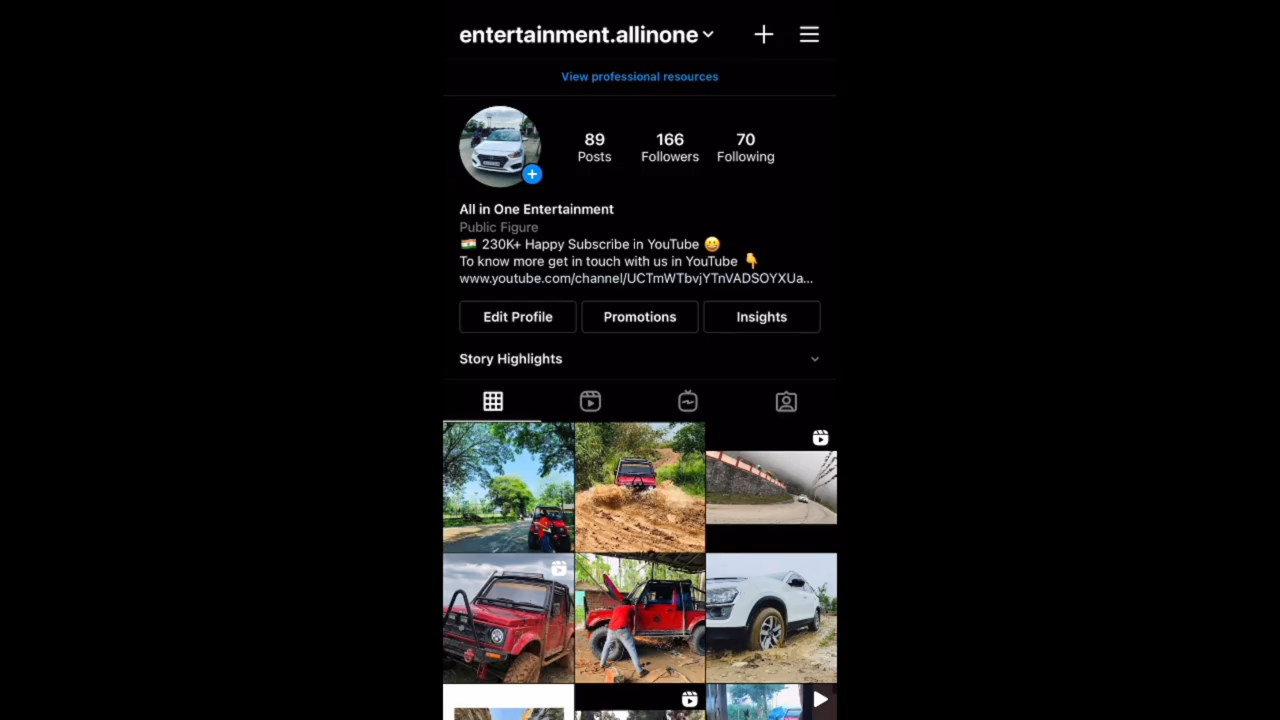 entertainment.allinone
View professional resources
89
Posts
166
Followers
70
Following
All in One Entertainment
Public Figure
🇮🇳 230K+ Happy Subscribe in YouTube 😀
To know more get in touch with us in YouTube 👇
www.youtube.com/channel/UCTmWTbvjYTnVADSOYXUa...
Edit Profile
Promotions
Insights
Story Highlights